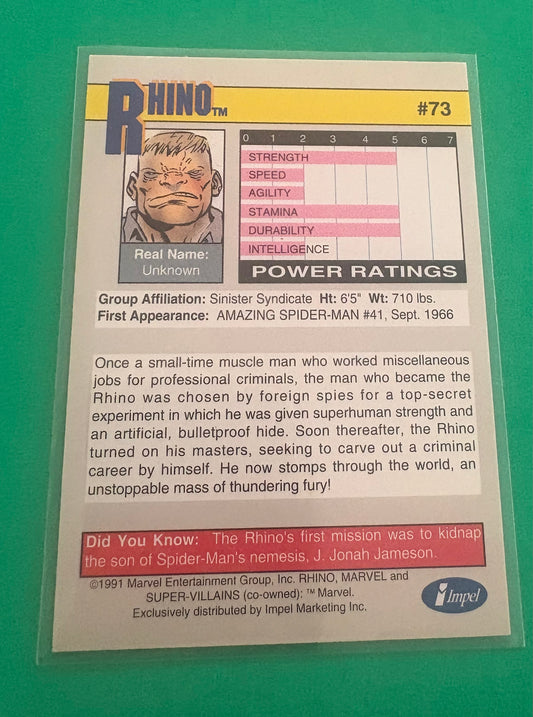 RHINO™
#73
0 1 2 3 4 5 6 7
STRENGTH
SPEED
AGILITY
STAMINA
DURABILITY
INTELLIGENCE
POWER RATINGS
Real Name:
Unknown
Group Affiliation: Sinister Syndicate Ht: 6'5" Wt: 710 lbs.
First Appearance: AMAZING SPIDER-MAN #41, Sept. 1966
Once a small-time muscle man who worked miscellaneous
jobs for professional criminals, the man who became the
Rhino was chosen by foreign spies for a top-secret
experiment in which he was given superhuman strength and
an artificial, bulletproof hide. Soon thereafter, the Rhino
turned on his masters, seeking to carve out a criminal
career by himself. He now stomps through the world, an
unstoppable mass of thundering fury!
Did You Know: The Rhino's first mission was to kidnap
the son of Spider-Man's nemesis, J. Jonah Jameson.
©1991 Marvel Entertainment Group, Inc. RHINO, MARVEL and
SUPER-VILLAINS (co-owned): ™ Marvel.
Exclusively distributed by Impel Marketing Inc.
Impel